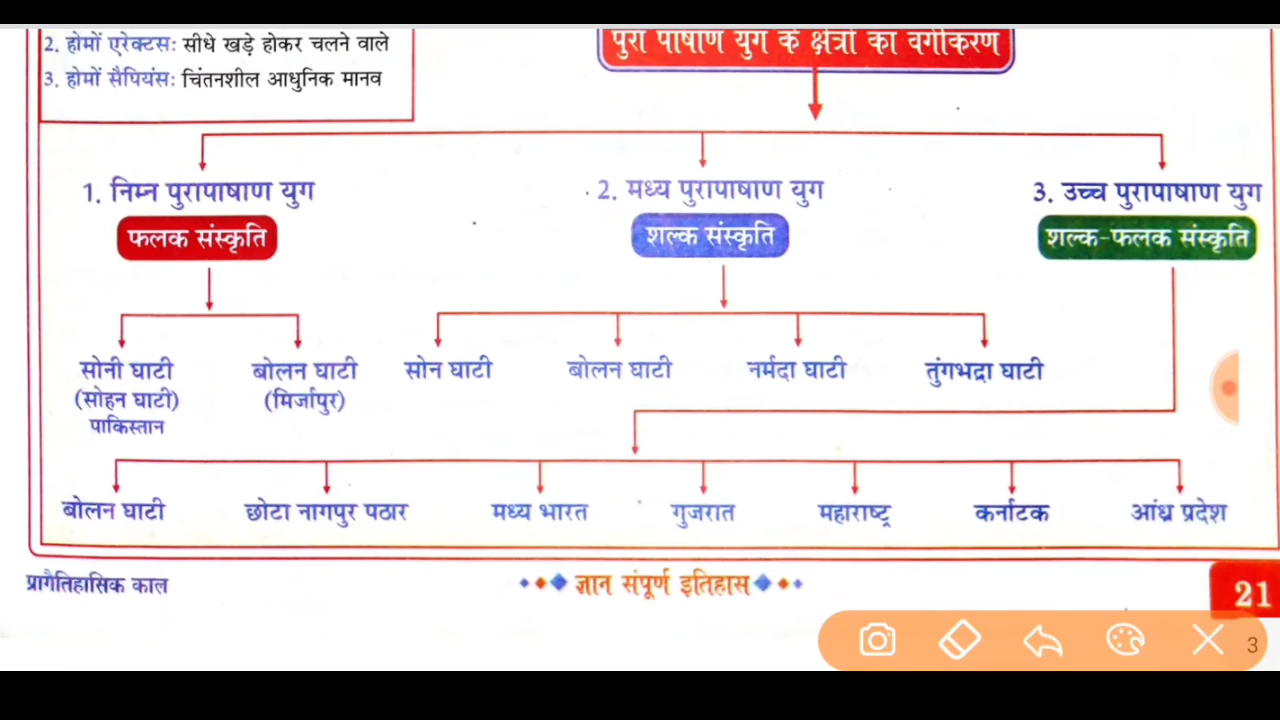 2. होमों एरेक्टस: सीधे खड़े होकर चलने वाले
3. होमों सैपियंस: चिंतनशील आधुनिक मानव
पुरा पाषाण युग के क्षेत्रों का वर्गीकरण
1. निम्न पुरापाषाण युग
2. मध्य पुरापाषाण युग
3. उच्च पुरापाषाण युग
फलक संस्कृति
शल्क संस्कृति
शल्क-फलक संस्कृति
सोनी घाटी
(सोहन घाटी)
पाकिस्तान
बोलन घाटी
(मिर्जापुर)
सोन घाटी
बोलन घाटी
नर्मदा घाटी
तुंगभद्रा घाटी
बोलन घाटी
छोटा नागपुर पठार
मध्य भारत
गुजरात
महाराष्ट्र
कर्नाटक
आंध्र प्रदेश
प्रागैतिहासिक काल
ज्ञान संपूर्ण इतिहास
21
3